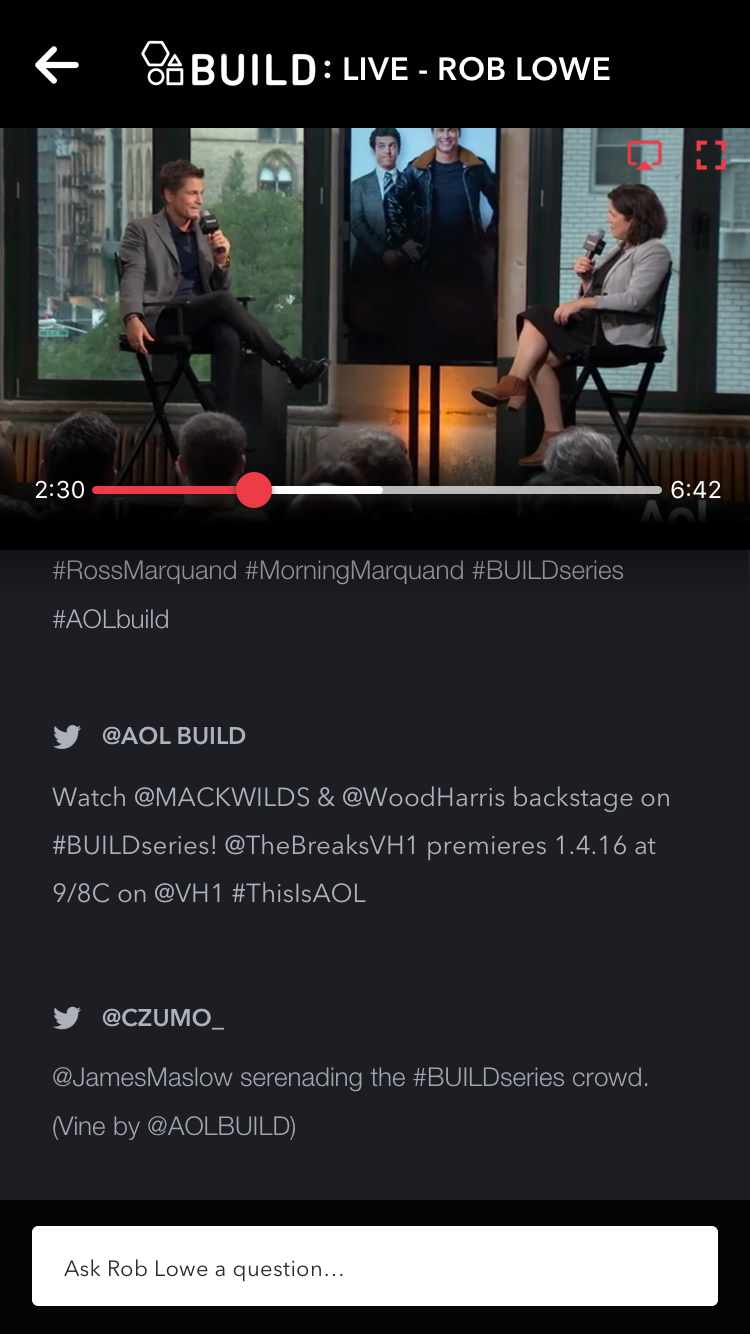 BUILD : LIVE - ROB LOWE
2:30
6:42
Aol
#RossMarquand #MorningMarquand #BUILDseries
#AOLbuild
@AOL BUILD
Watch @MACKWILDS & @WoodHarris backstage on
#BUILDseries! @TheBreaksVH1 premieres 1.4.16 at
9/8C on @VH1 #ThisIsAOL
@CZUMO_
@JamesMaslow serenading the #BUILDseries crowd.
(Vine by @AOLBUILD)
Ask Rob Lowe a question...